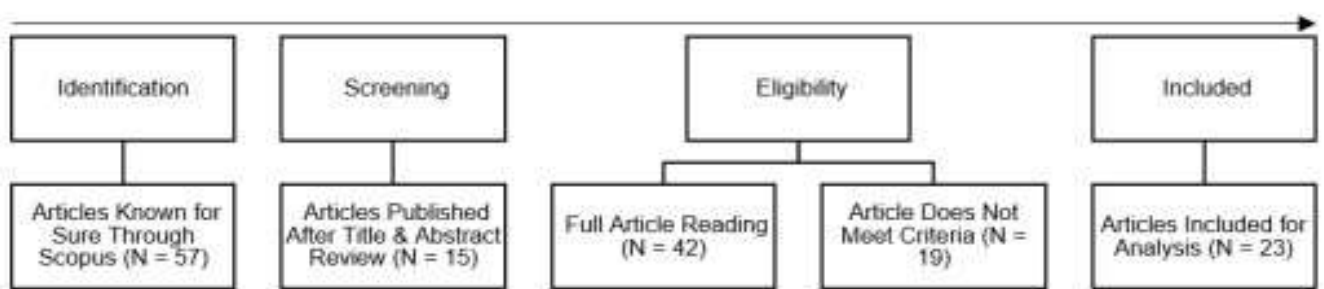 Identification
Screening
Eligibility
Included
Articles Known for
Sure Through
Scopus (N = 57)
Articles Published
After Title & Abstract
Review (N = 15)
Full Article Reading
(N = 42)
Article Does Not
Meet Criteria (N =
19)
Articles Included for
Analysis (N = 23)